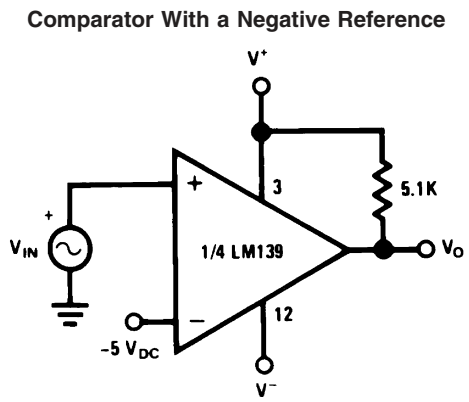 Comparator With a Negative Reference
V+
+
3
5.1K
+
VIN
1/4 LM139
VO
12
−
-5 VDC
V−